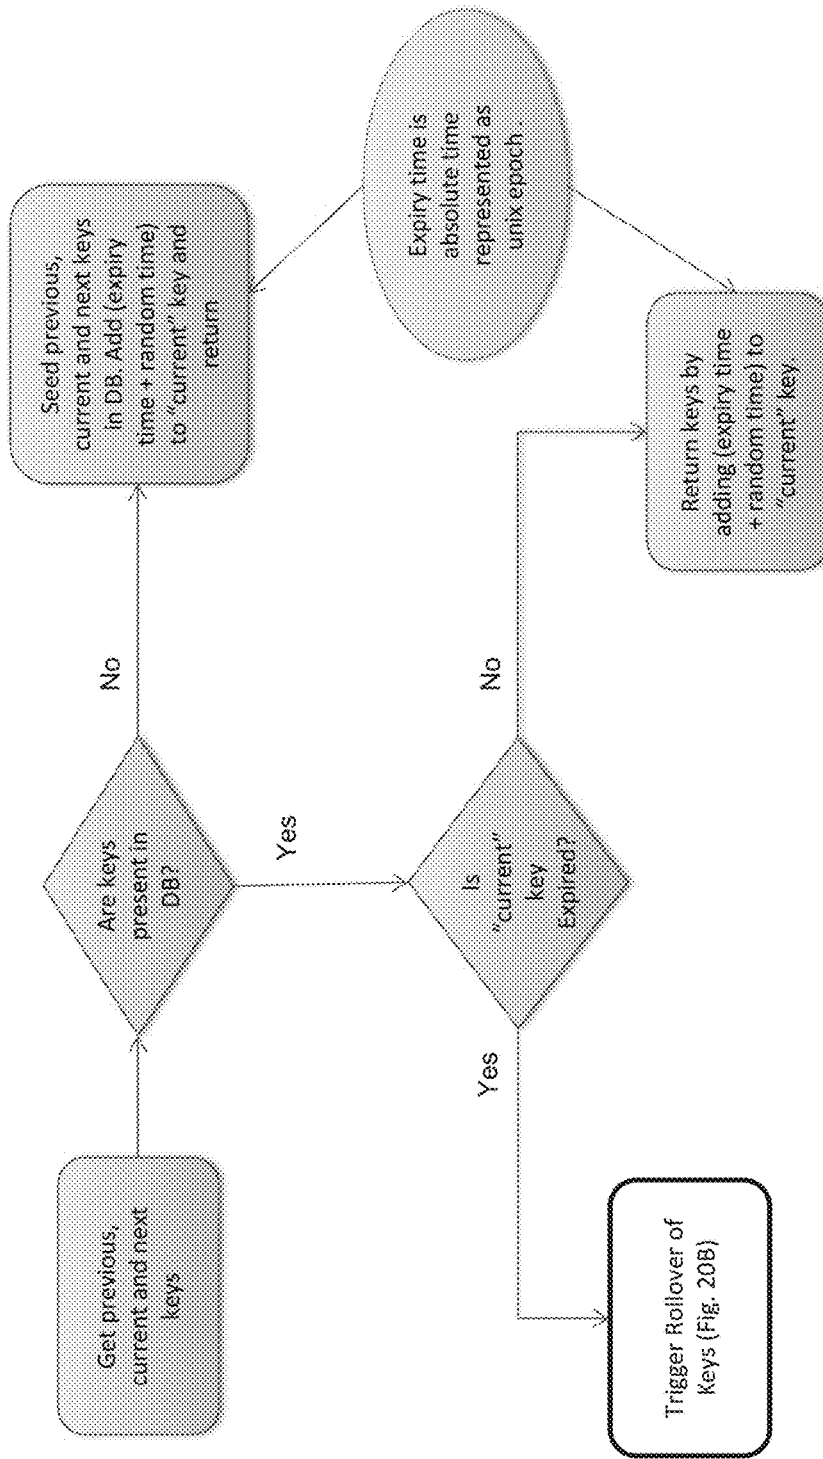 Get previous,
current and next
keys
Are keys
present in
DB?
No
Seed previous,
current and next keys
in DB. Add (expiry
time + random time)
to "current" key and
return
Yes
Is
"current"
key
Expired?
Yes
Trigger Rollover of
Keys (Fig. 20B)
No
Return keys by
adding (expiry time
+ random time) to
"current" key
Expiry time is
absolute time
represented as
unix epoch .